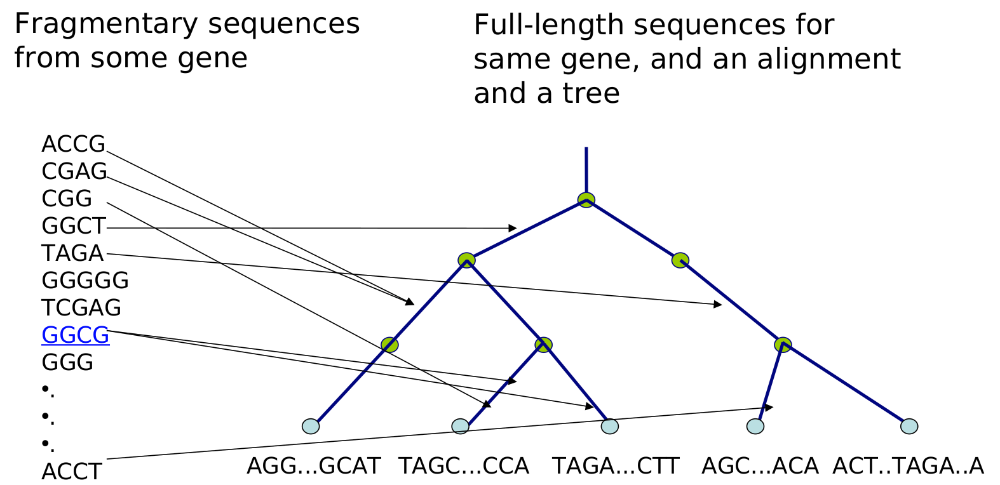 Fragmentary sequences
from some gene
Full-length sequences for
same gene, and an alignment
and a tree
ACCG
CGAG
CGG
GGCT
TAGA
GGGGG
TCGAG
GGCG
GGG
•.
•.
•.
ACCT
AGG...GCAT TAGC...CCA TAGA...CTT AGC...ACA ACT..TAGA..A